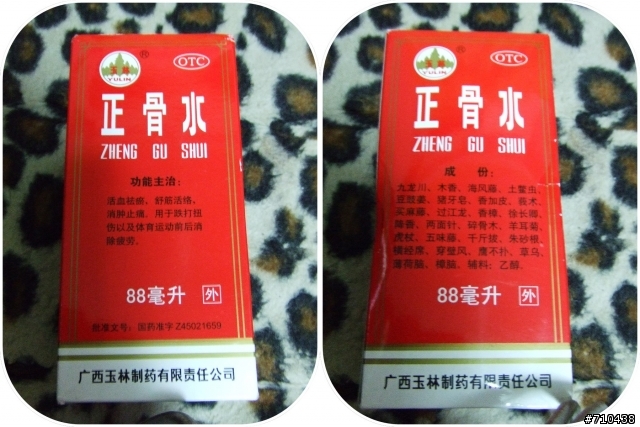 玉林
YULIN
®
OTC
正骨水
ZHENG GU SHUI
功能主治:
活血祛瘀、舒筋活络、
消肿止痛。用于跌打扭
伤以及体育运动前后消
除疲劳。
88毫升 外
批准文号:国药准字Z45021659
广西玉林制药有限责任公司
YULIN
®
OTC
正骨水
ZHENG GU SHUI
成份:
九龙川、木香、海风藤、土鳖虫、
豆豉姜、猪牙皂、香加皮、莪术、
买麻藤、过江龙、香樟、徐长卿、
降香、两面针、碎骨木、羊耳菊、
虎杖、五味藤、千斤拔、朱砂根、
横经席、穿壁风、鹰不扑、草乌、
薄荷脑、樟脑。辅料:乙醇。
88毫升 外
广西玉林制药有限责任公司
#710438